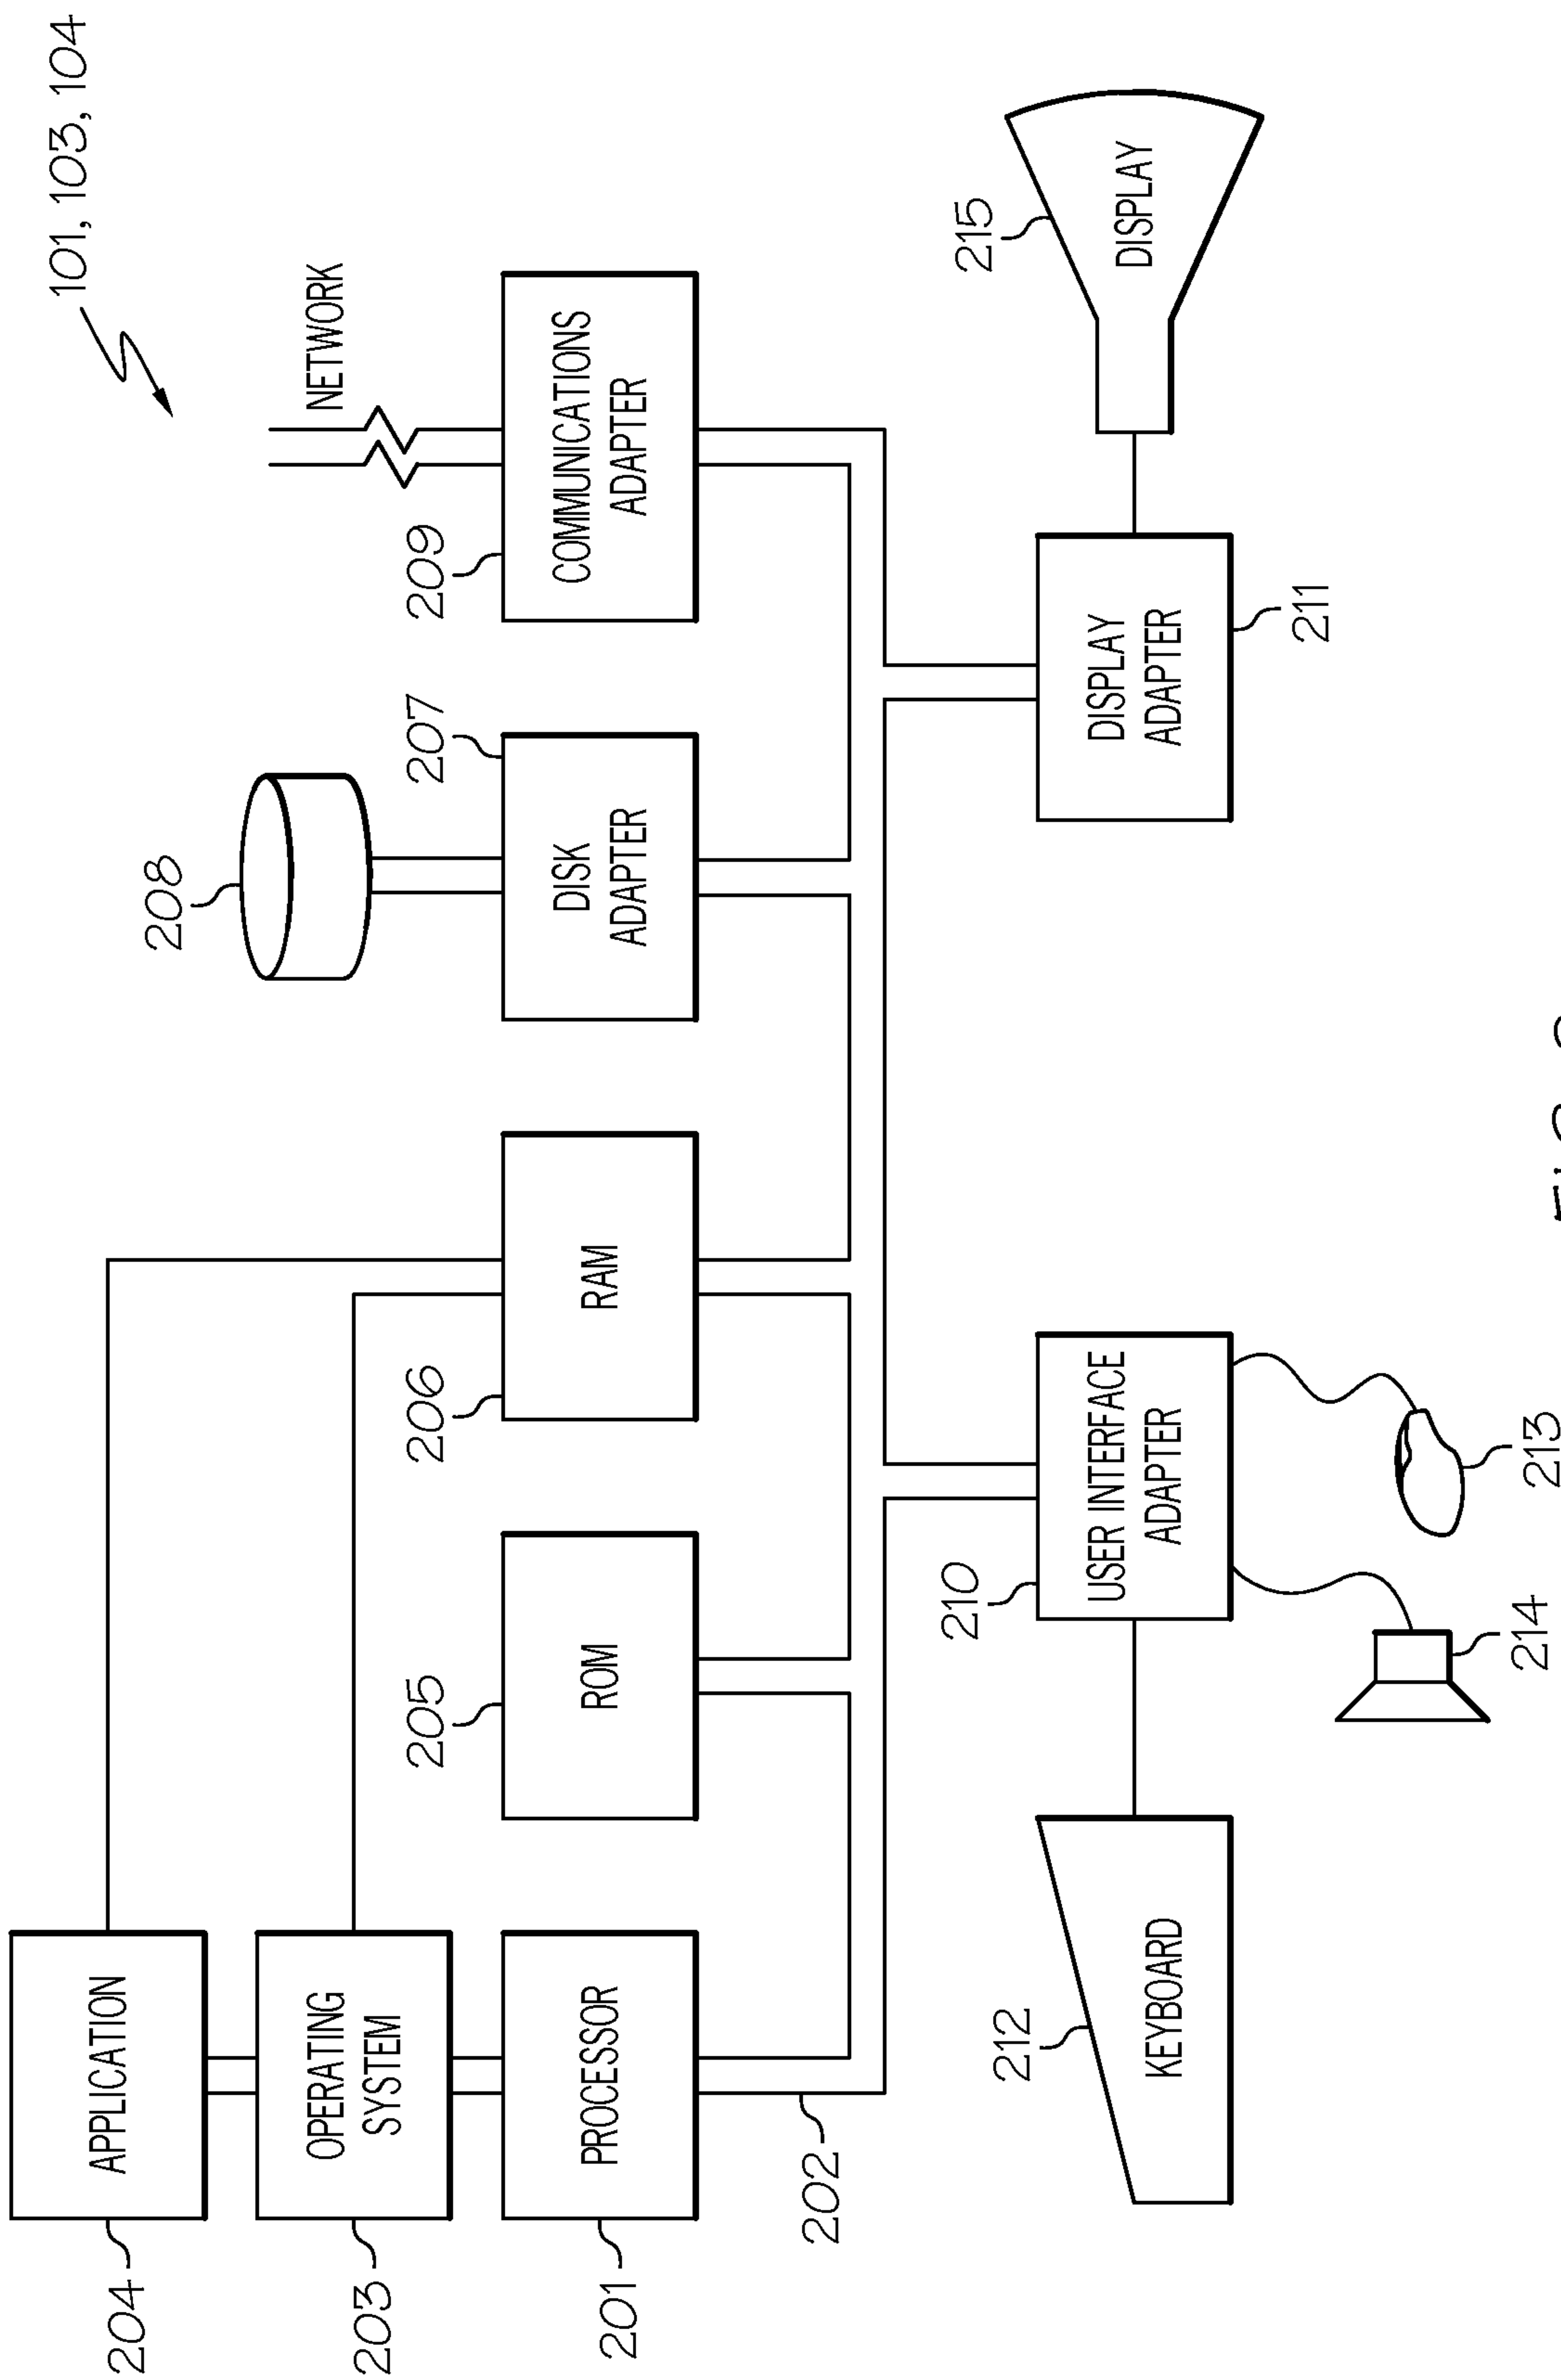 101, 103, 104
204
APPLICATION
203
OPERATING
SYSTEM
208
NETWORK
201
PROCESSOR
205
ROM
206
RAM
207
DISK
ADAPTER
209
COMMUNICATIONS
ADAPTER
202
212
KEYBOARD
210
USER INTERFACE
ADAPTER
DISPLAY
ADAPTER
211
215
DISPLAY
214
213